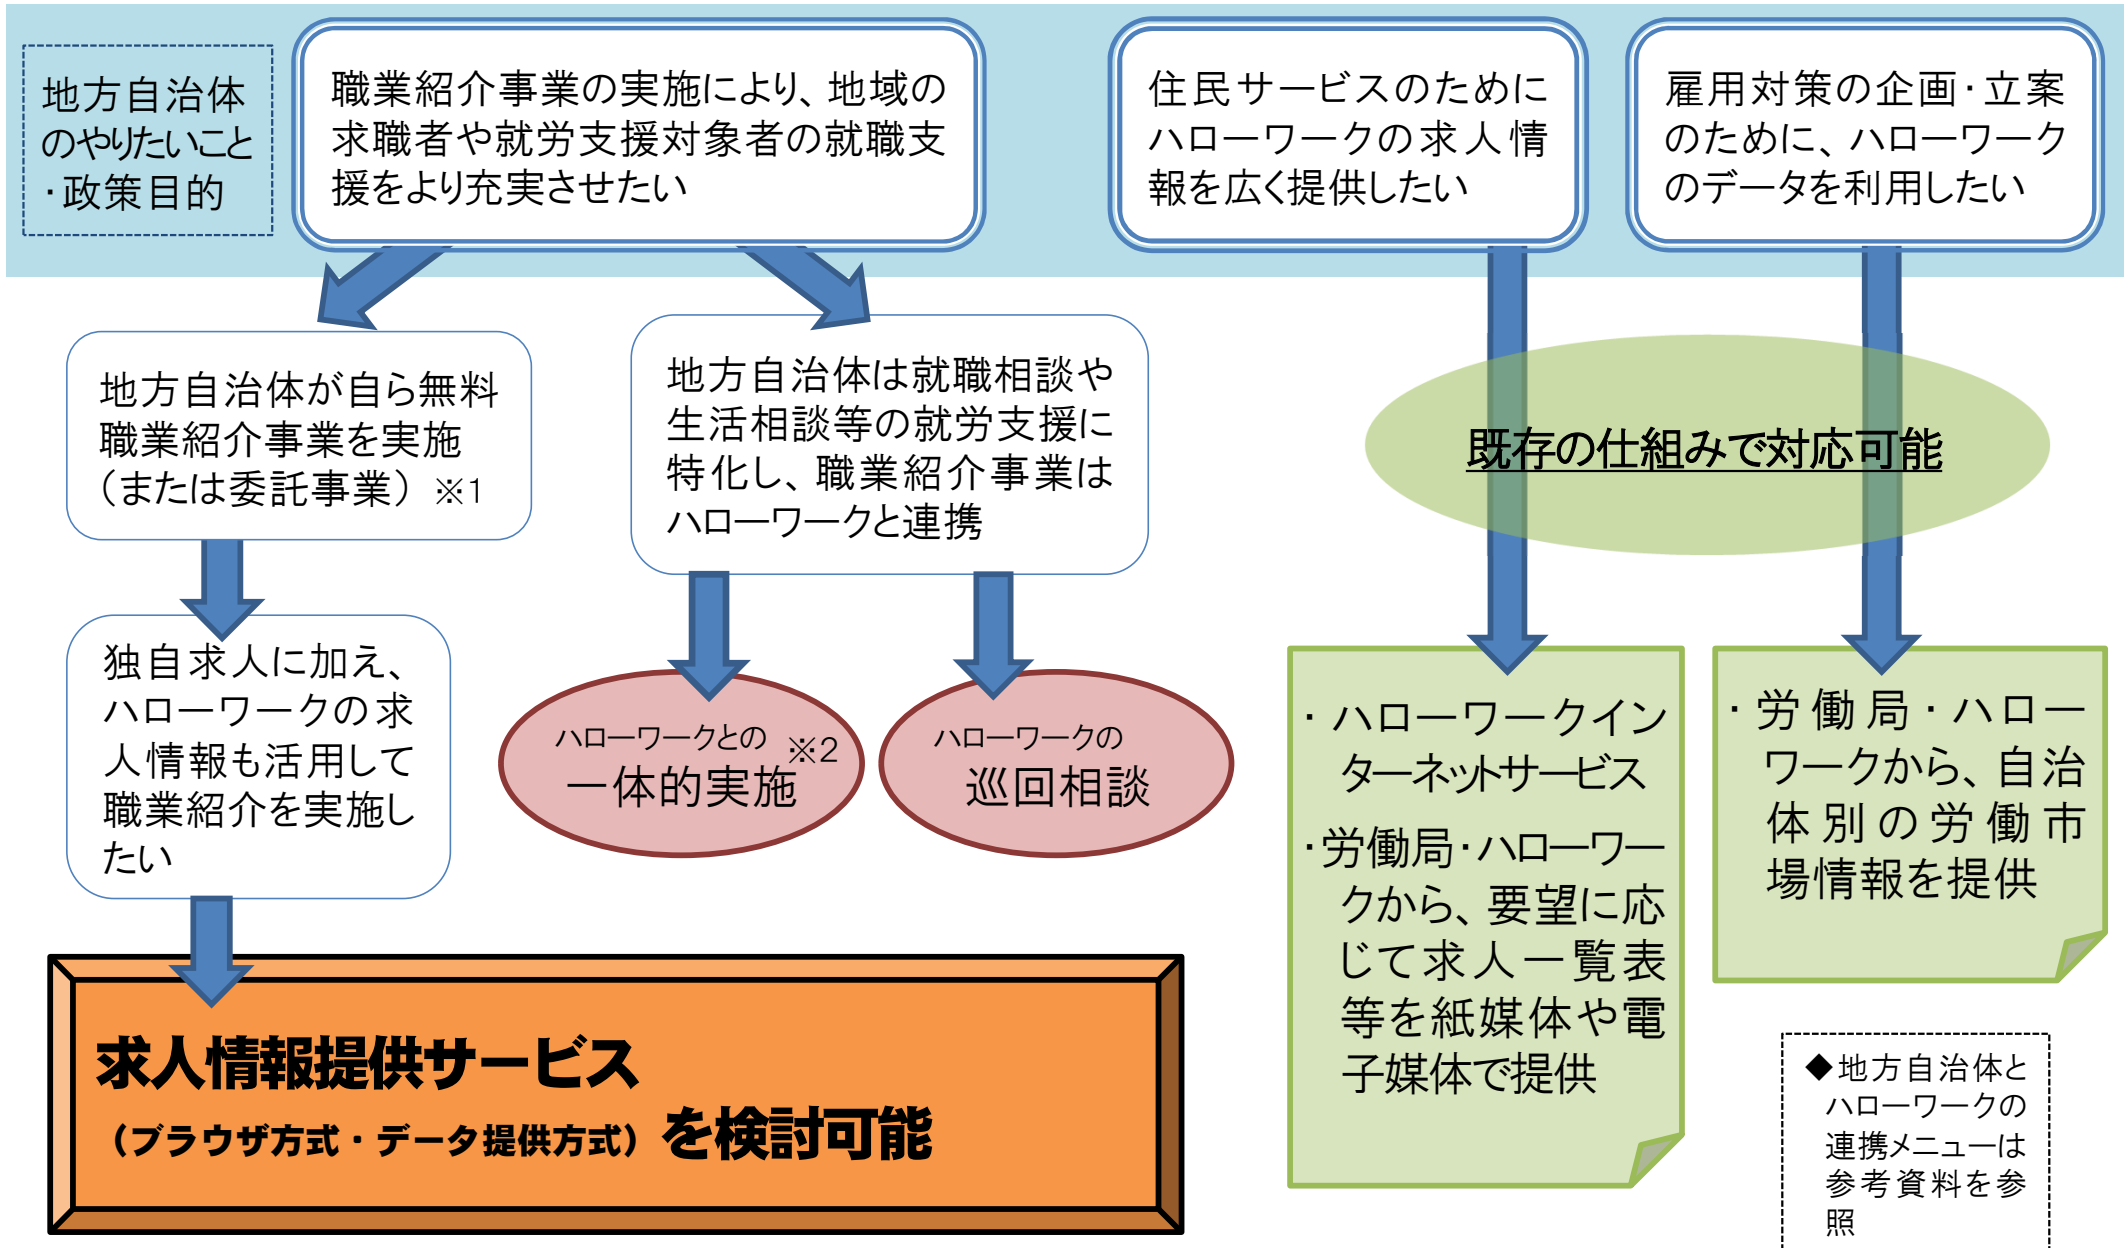 地方自治体
のやりたいこと
・政策目的
職業紹介事業の実施により、地域の
求職者や就労支援対象者の就職支
援をより充実させたい
住民サービスのために
ハローワークの求人情
報を広く提供したい
雇用対策の企画・立案
のために、ハローワーク
のデータを利用したい
地方自治体が自ら無料
職業紹介事業を実施
（または委託事業）※1
地方自治体は就職相談や
生活相談等の就労支援に
特化し、職業紹介事業は
ハローワークと連携
既存の仕組みで対応可能
独自求人に加え、
ハローワークの求
人情報も活用して
職業紹介を実施し
たい
ハローワークとの
一体的実施※2
ハローワークの
巡回相談
・ハローワークイン
ターネットサービス
・労働局・ハローワー
クから、要望に応
じて求人一覧表
等を紙媒体や電
子媒体で提供
・労働局・ハロー
ワークから、自治
体別の労働市
場情報を提供
求人情報提供サービス
（ブラウザ方式・データ提供方式）を検討可能
◆地方自治体と
ハローワークの
連携メニューは
参考資料を参
照